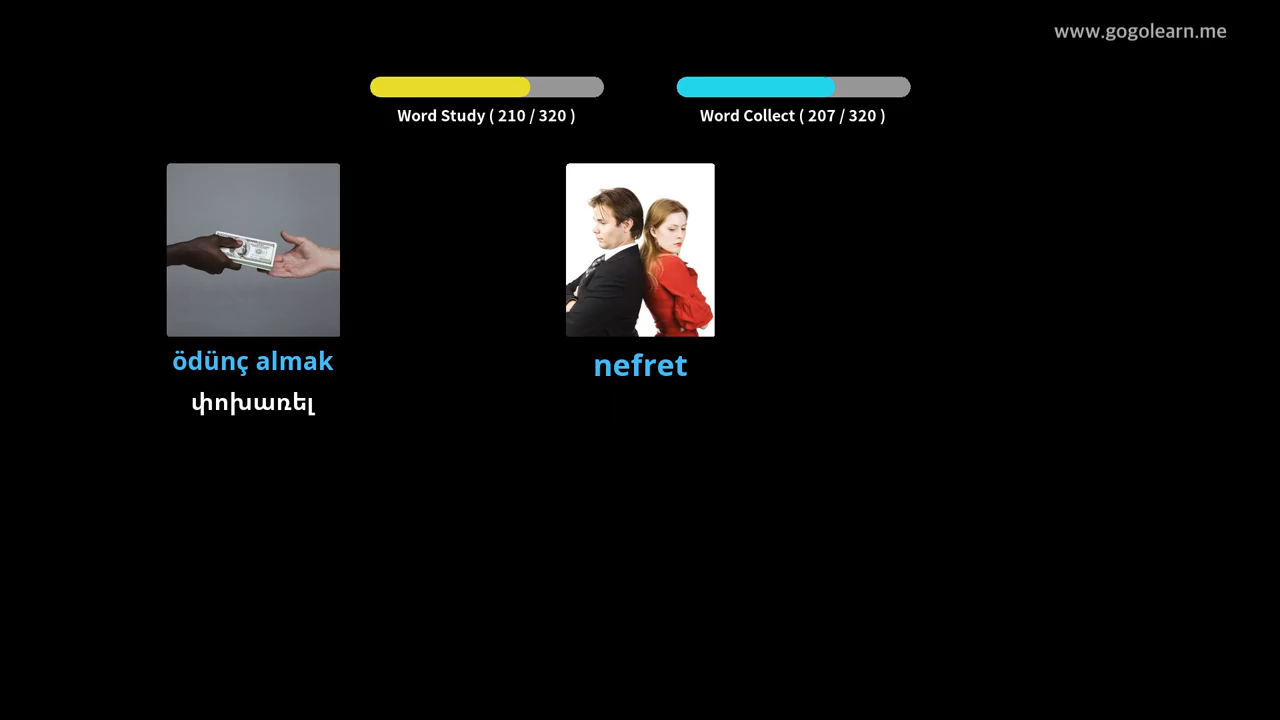 www.gogolearn.me
Word Study ( 210 / 320 )
Word Collect ( 207 / 320 )
ödünç almak
փոխառել
nefret